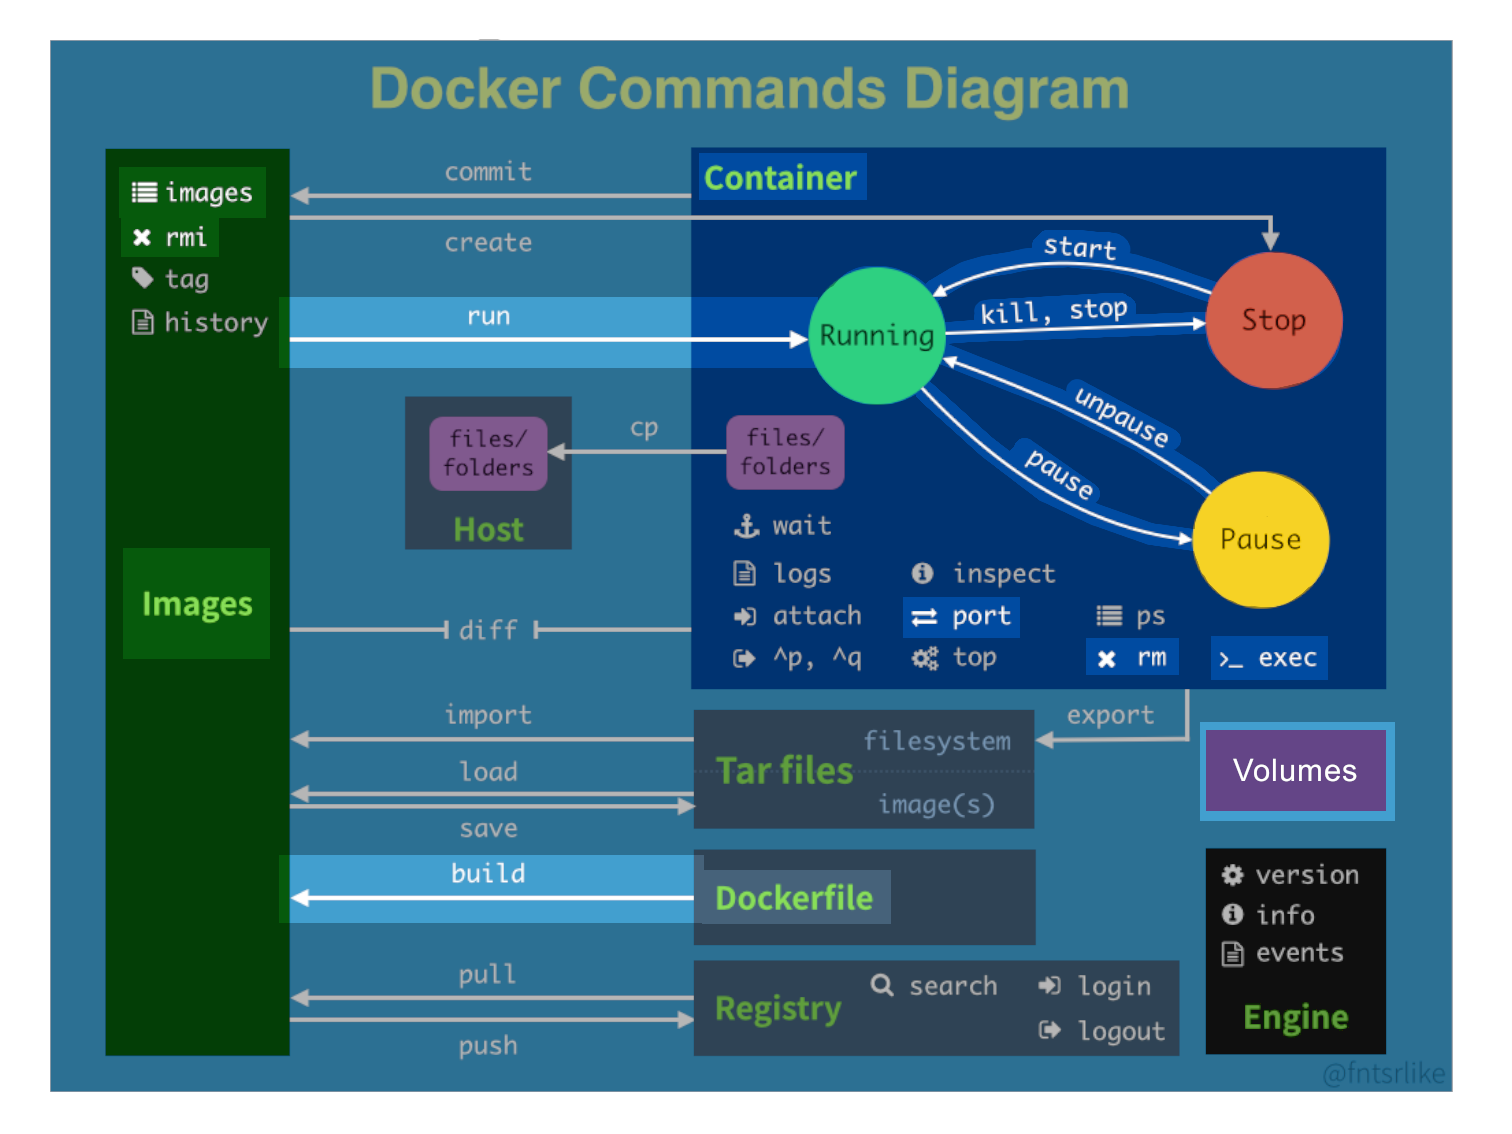 Docker Commands Diagram
images
rmi
tag
history
Images
commit
create
run
Container
start
kill, stop
Running
Stop
unpause
pause
Pause
files/
folders
Host
cp
files/
folders
wait
logs
inspect
attach
port
ps
^p, ^q
top
rm
>_ exec
diff
import
load
save
Tar files
filesystem
image(s)
export
Volumes
build
Dockerfile
pull
push
Registry
search
login
logout
version
info
events
Engine
@fntsrlike